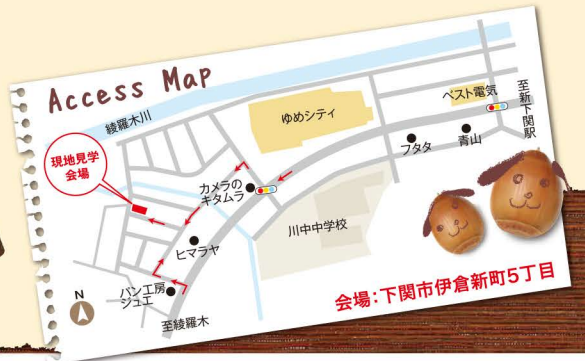 Access Map
綾羅木川
現地見学
会場
ゆめシティ
ベスト電気
至新下関駅
フタタ
青山
カメラの
キタムラ
川中中学校
ヒマラヤ
パン工房
ジュエ
N
至綾羅木
会場:下関市伊倉新町5丁目